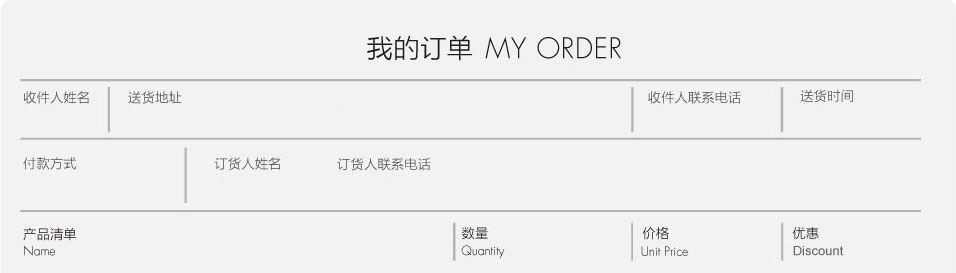 我的订单 MY ORDER
收件人姓名 送货地址 收件人联系电话 送货时间
付款方式 订货人姓名 订货人联系电话
产品清单 数量 价格 优惠
Name Quantity Unit Price Discount